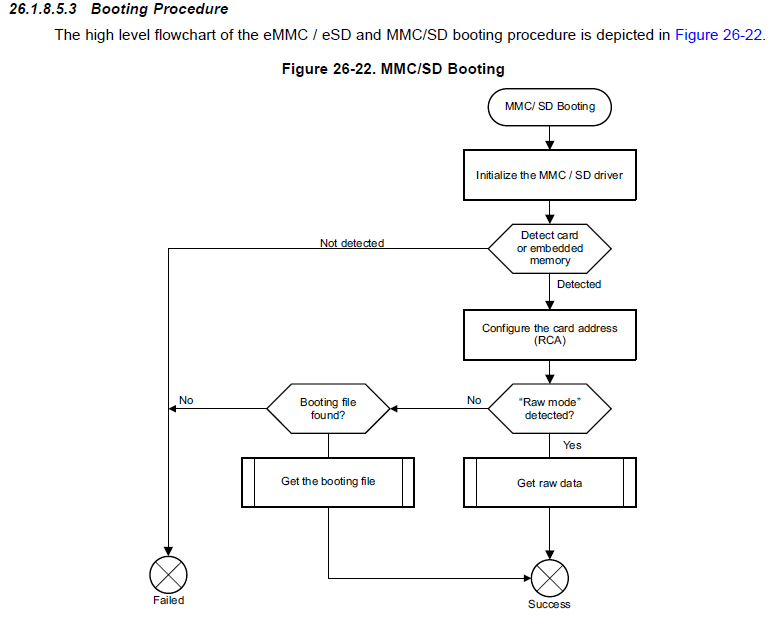 26.1.8.5.3 Booting Procedure
The high level flowchart of the eMMC / eSD and MMC/SD booting procedure is depicted in Figure 26-22.
Figure 26-22. MMC/SD Booting
MMC/ SD Booting
Initialize the MMC / SD driver
Detect card
or embedded
memory
Not detected
Detected
Configure the card address
(RCA)
“Raw mode”
detected?
No
Booting file
found?
No
Yes
Get the booting file
Get raw data
Failed
Success